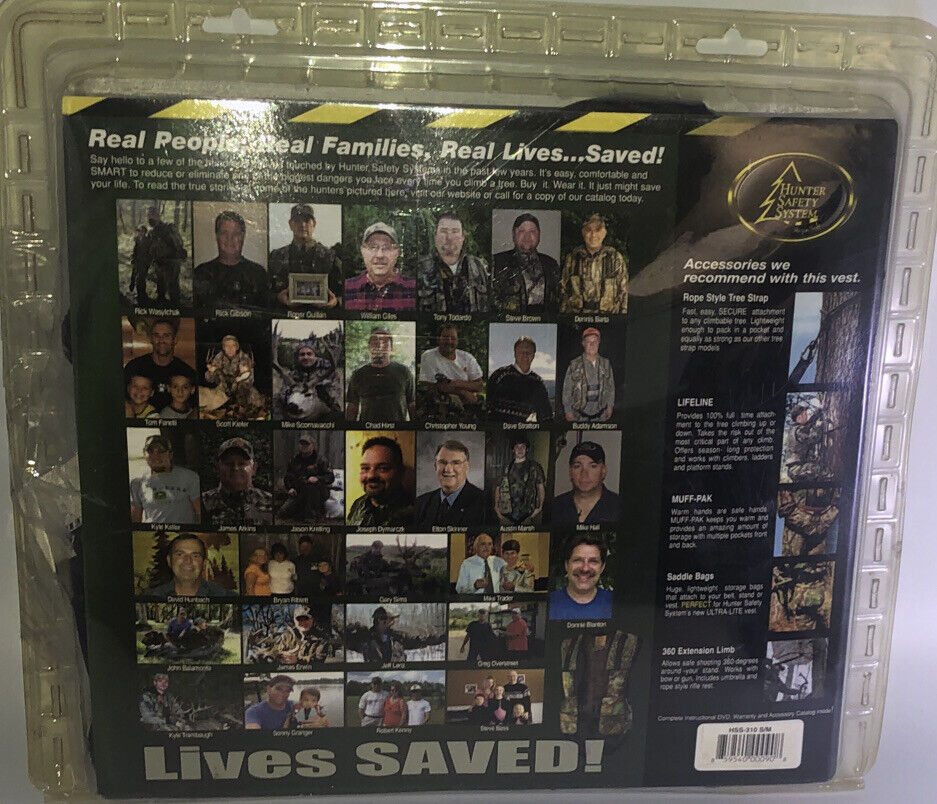 Real People, Real Families, Real Lives...Saved!
Say hello to a few of the touched by Hunter Safety Systems in the past few years. It's easy, comfortable and
SMART to reduce or eliminate one of the biggest dangers you face every time you climb a tree. Buy it. Wear it. It just might save
your life. To read the true stories of some of the hunters pictured here, visit our website or call for a copy of our catalog today.
HUNTER
SAFETY
SYSTEM
Accessories we
recommend with this vest.
Rope Style Tree Strap
Fast, easy, SECURE attachment
to any climbable tree. Lightweight
enough to pack in a pocket and
equally as strong as our other tree
strap models
LIFELINE
Provides 100% full time attach-
ment to the tree climbing up or
down. Takes the risk out of the
most critical part of any climb.
Offers season-long protection
and works with climbers, ladders
and platform stands.
MUFF-PAK
Warm hands are safe hands
MUFF-PAK keeps you warm and
provides an amazing amount of
storage with multiple pockets front
and back.
Saddle Bags
Huge, lightweight storage bags
that attach to your belt, stand or
vest. PERFECT for Hunter Safety
System's new ULTRA-LITE vest.
360 Extension Limb
Allows safe shooting 360-degrees
around your stand. Works with
bow or gun. Includes umbrella and
rope style rifle rest.
Complete Instructional DVD, Warranty and Accessory Catalog Inside!
HSS-310 S/M
Rick Wasylchuk Rick Gibson Roger Guillan William Giles Tony Todardo Steve Brown Dennis Barta
Tom Fanelli Scott Kiefer Mike Scornavacchi Chad Hirst Christopher Young Dave Stratton Buddy Adamson
Kyle Keller James Atkins Jason Kreiling Joseph Dymarczk Elton Skinner Austin Marsh Mike Hall
David Hunbach Bryan Riblett Gary Sims Mike Trader Donnie Blanton
John Balamonte James Erwin Jeff Lenz Greg Overstreet
Kyle Trambaugh Sonny Granger Robert Kenny Steve Bass
Lives SAVED!